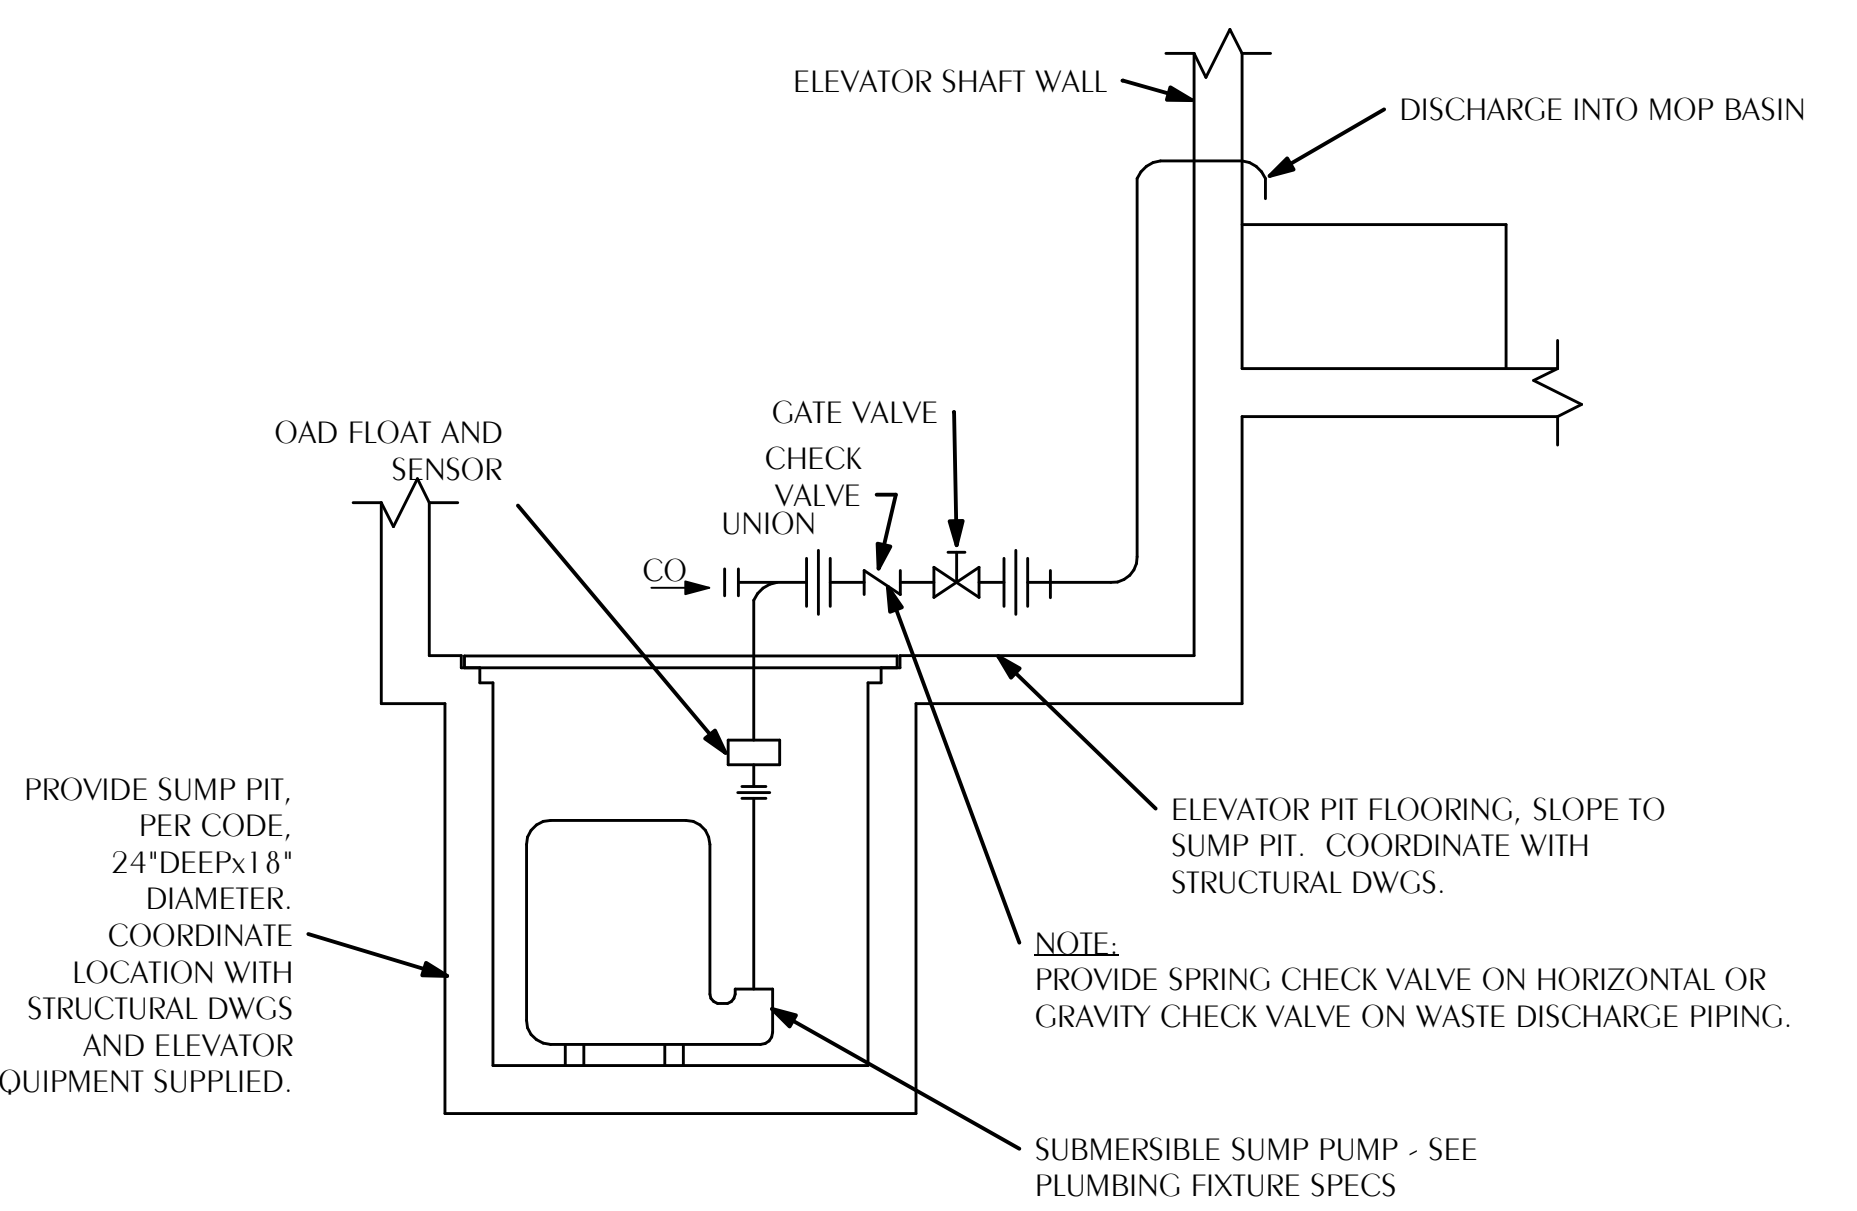 ELEVATOR SHAFT WALL
DISCHARGE INTO MOP BASIN
OAD FLOAT AND
SENSOR
GATE VALVE
CHECK
VALVE
UNION
CO
PROVIDE SUMP PIT,
PER CODE,
24"DEEPx18"
DIAMETER.
COORDINATE
LOCATION WITH
STRUCTURAL DWGS
AND ELEVATOR
QUIPMENT SUPPLIED.
ELEVATOR PIT FLOORING, SLOPE TO
SUMP PIT. COORDINATE WITH
STRUCTURAL DWGS.
NOTE:
PROVIDE SPRING CHECK VALVE ON HORIZONTAL OR
GRAVITY CHECK VALVE ON WASTE DISCHARGE PIPING.
SUBMERSIBLE SUMP PUMP - SEE
PLUMBING FIXTURE SPECS